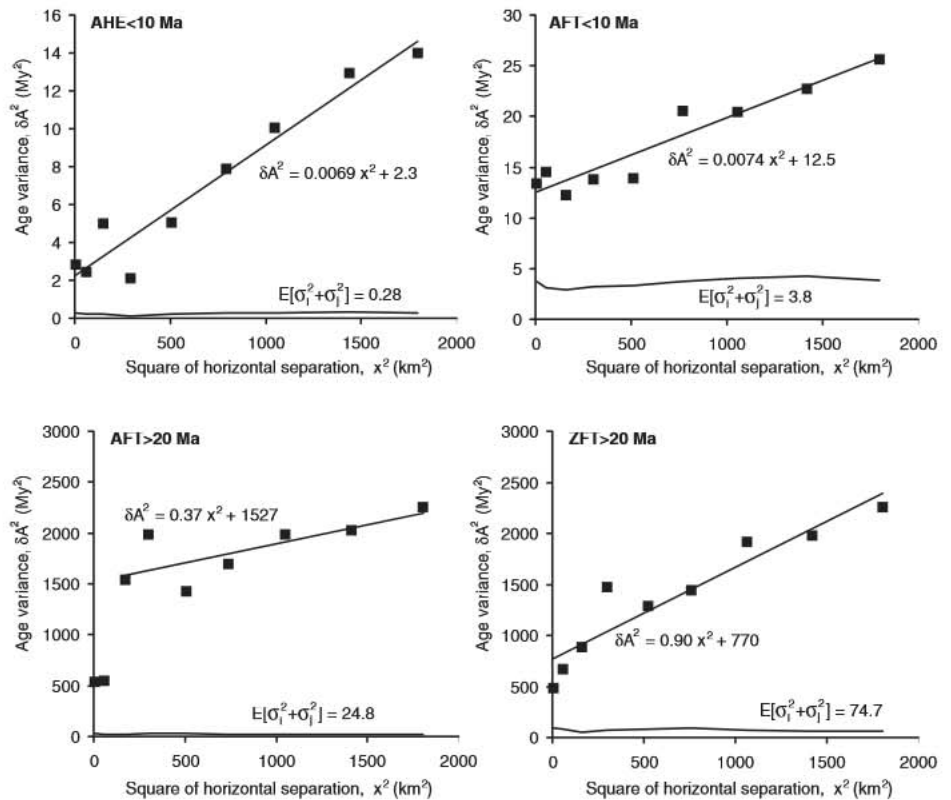 AHE<10 Ma
Age variance, δA² (My²)
16
14
12
10
8
6
4
2
0
δA² = 0.0069 x² + 2.3
E[σᵢ²+σⱼ²] = 0.28
0 500 1000 1500 2000
Square of horizontal separation, x² (km²)
AFT<10 Ma
Age variance, δA² (My²)
30
25
20
15
10
5
0
δA² = 0.0074 x² + 12.5
E[σᵢ²+σⱼ²] = 3.8
0 500 1000 1500 2000
Square of horizontal separation, x² (km²)
AFT>20 Ma
Age variance, δA² (My²)
3000
2500
2000
1500
1000
500
0
δA² = 0.37 x² + 1527
E[σᵢ²+σⱼ²] = 24.8
0 500 1000 1500 2000
Square of horizontal separation, x² (km²)
ZFT>20 Ma
Age variance, δA² (My²)
3000
2500
2000
1500
1000
500
0
δA² = 0.90 x² + 770
E[σᵢ²+σⱼ²] = 74.7
0 500 1000 1500 2000
Square of horizontal separation, x² (km²)